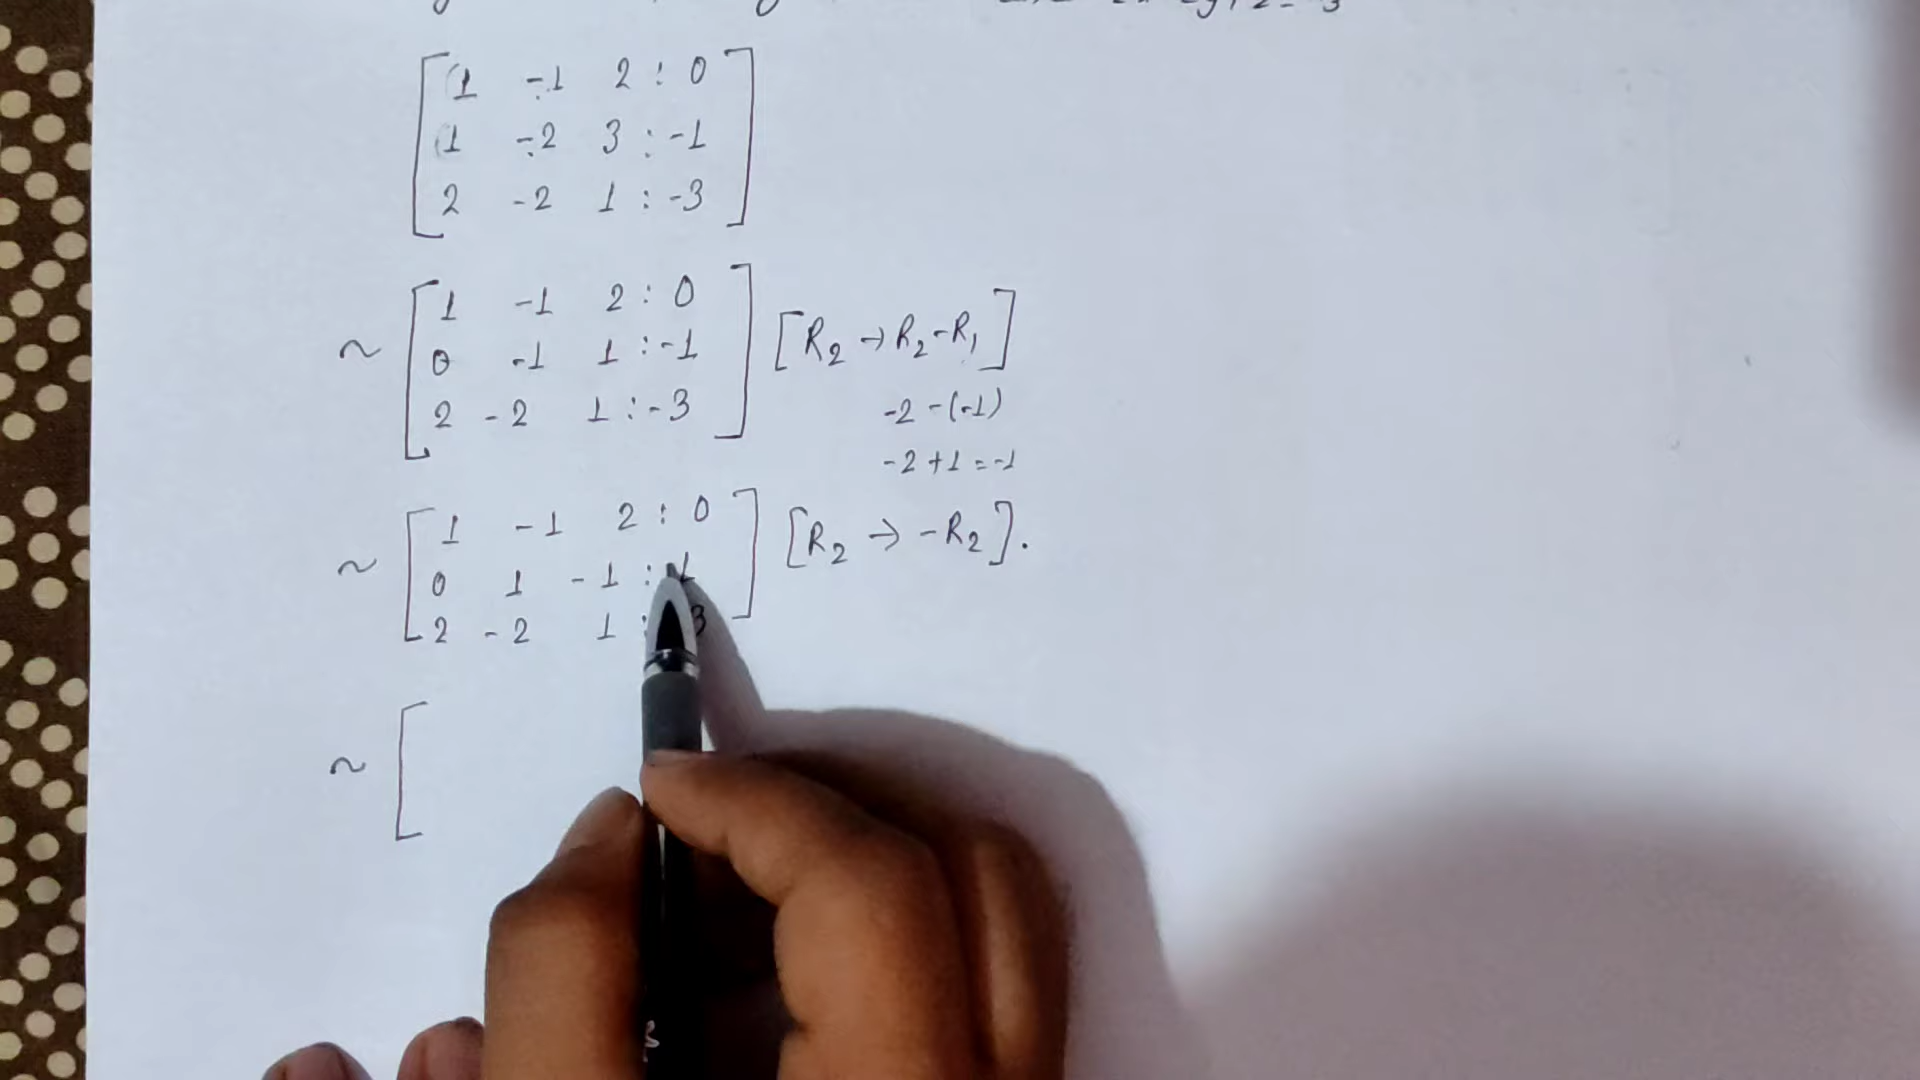 1 -1 2 : 0
1 -2 3 : -1
2 -2 1 : -3
~ 1 -1 2 : 0
0 -1 1 : -1 [R₂ → R₂ - R₁]
2 -2 1 : -3
-2 -(-1)
-2 + 1 = -1
~ 1 -1 2 : 0 [R₂ → -R₂].
0 1 -1 : 1
2 -2 1 : 3
~ [